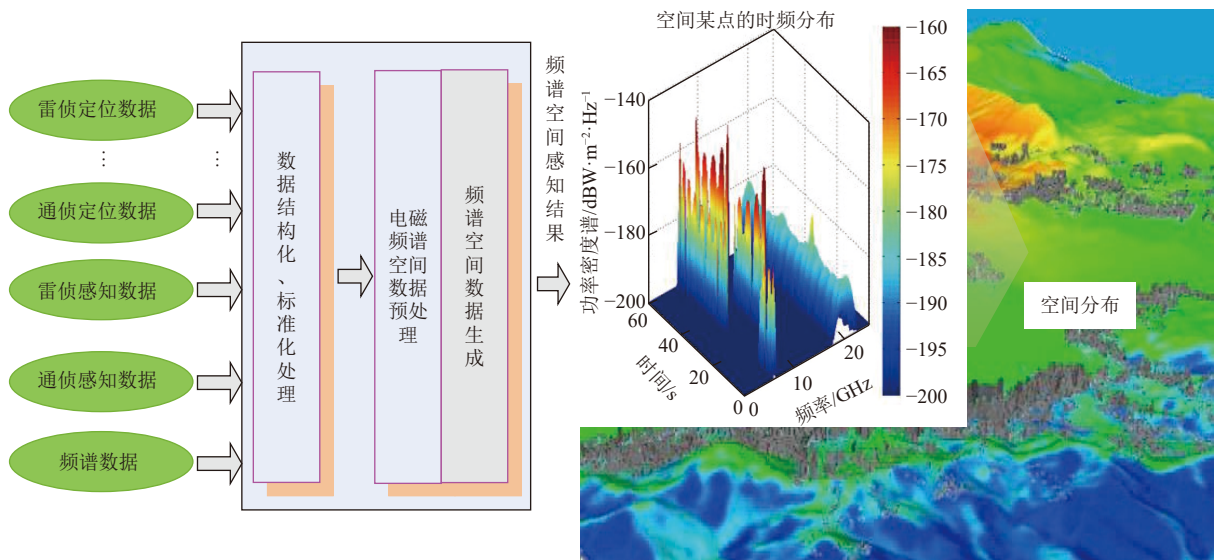 雷侦定位数据
…
…
通侦定位数据
雷侦感知数据
通侦感知数据
频谱数据
数据结构化、标准化处理
电磁
频谱
空间
数据
预处
理
频谱空间数据生成
频谱空间感知结果
空间某点的时频分布
功率密度谱/dBW·m⁻²·Hz⁻¹
−140
−160
−180
−200
60
40
20
0
时间/s
0
10
20
频率/GHz
−160
−165
−170
−175
−180
−185
−190
−195
−200
空间分布